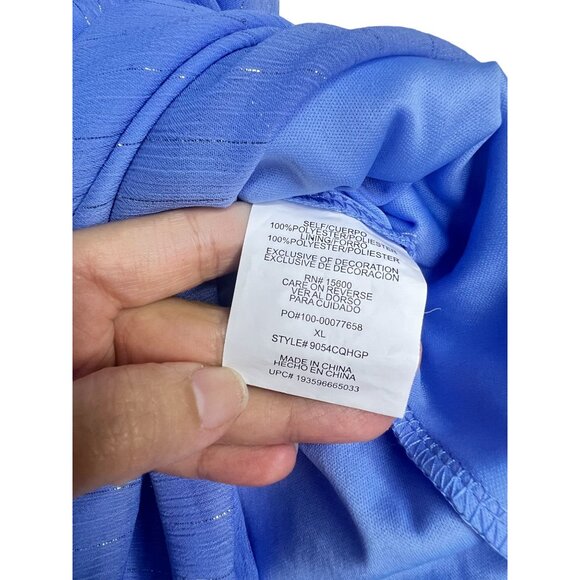 SELF/CUERPO
100%POLYESTER/POLIESTER
LINING/FORRO
100%POLYESTER/POLIESTER
EXCLUSIVE OF DECORATION
EXCLUSIVE DE DECORACION
RN# 15600
CARE ON REVERSE
VER AL DORSO
PARA CUIDADO
PO#100-00077658
XL
STYLE# 9054CQHGP
MADE IN CHINA
HECHO EN CHINA
UPC# 193596665033